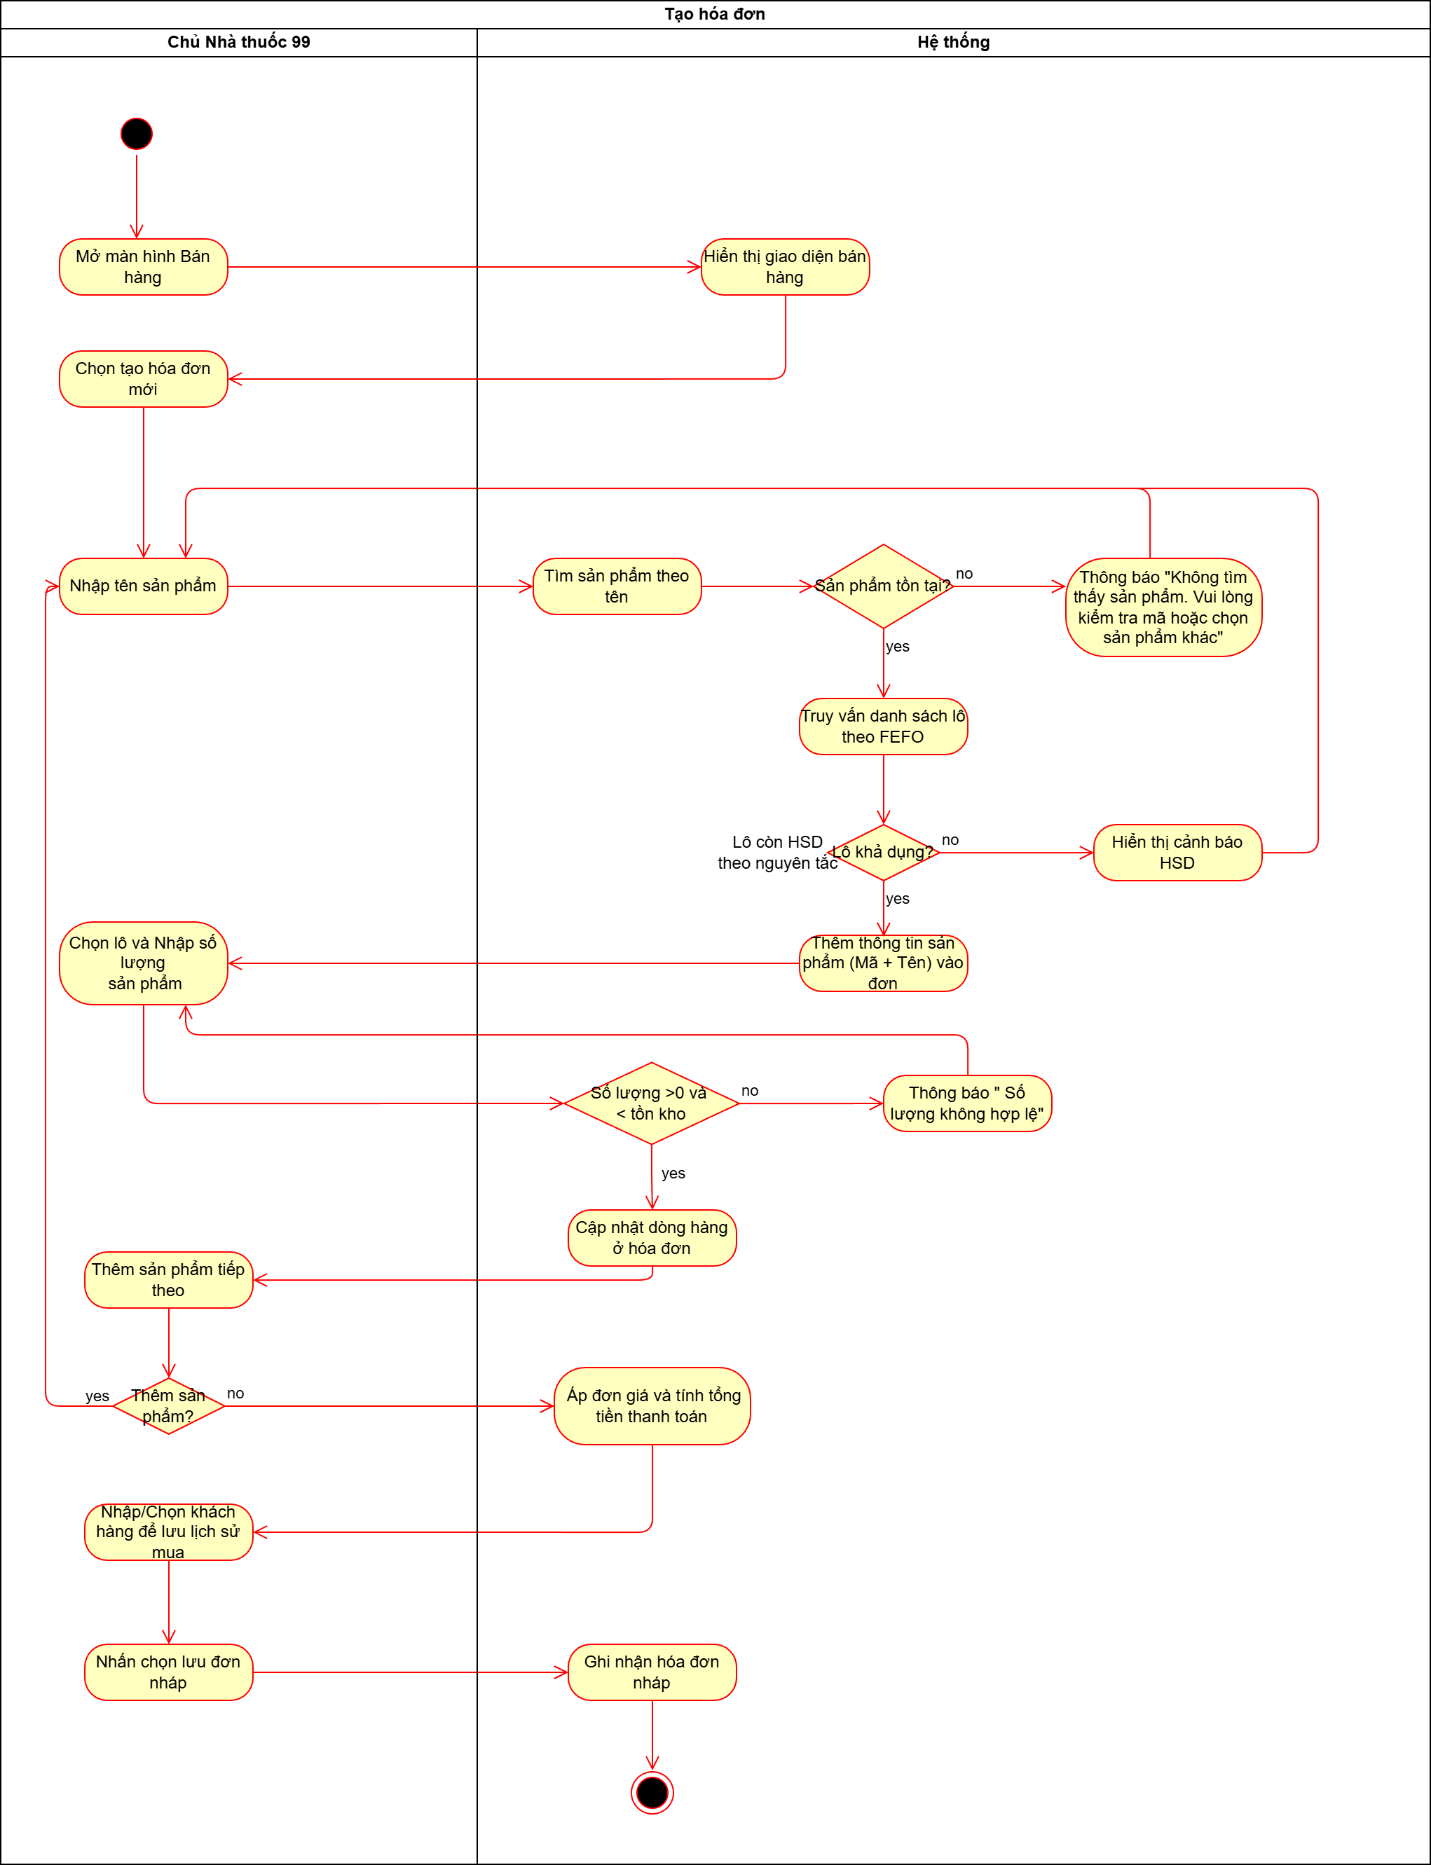 Tạo hóa đơn
Chủ Nhà thuốc 99
Hệ thống
Mở màn hình Bán
hàng
Hiển thị giao diện bán
hàng
Chọn tạo hóa đơn
mới
Nhập tên sản phẩm
Tìm sản phẩm theo
tên
Sản phẩm tồn tại?
no
Thông báo "Không tìm
thấy sản phẩm. Vui lòng
kiểm tra mã hoặc chọn
sản phẩm khác"
yes
Truy vấn danh sách lô
theo FEFO
Lô còn HSD
theo nguyên tắc
Lô khả dụng?
no
Hiển thị cảnh báo
HSD
yes
Chọn lô và Nhập số
lượng
sản phẩm
Thêm thông tin sản
phẩm (Mã + Tên) vào
đơn
Số lượng >0 và
< tồn kho
no
Thông báo " Số
lượng không hợp lệ"
yes
Cập nhật dòng hàng
ở hóa đơn
Thêm sản phẩm tiếp
theo
yes
Thêm sản
phẩm?
no
Áp đơn giá và tính tổng
tiền thanh toán
Nhập/Chọn khách
hàng để lưu lịch sử
mua
Nhấn chọn lưu đơn
nháp
Ghi nhận hóa đơn
nháp